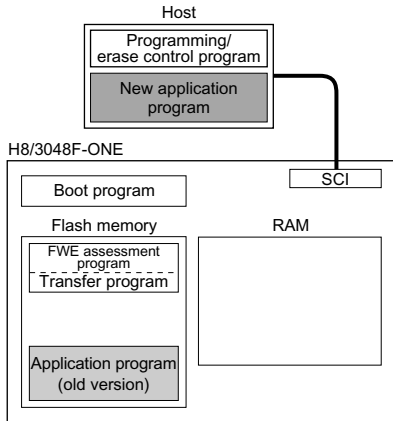 Host
Programming/
erase control program
New application
program
H8/3048F-ONE
SCI
Boot program
Flash memory
RAM
FWE assessment
program
Transfer program
Application program
(old version)